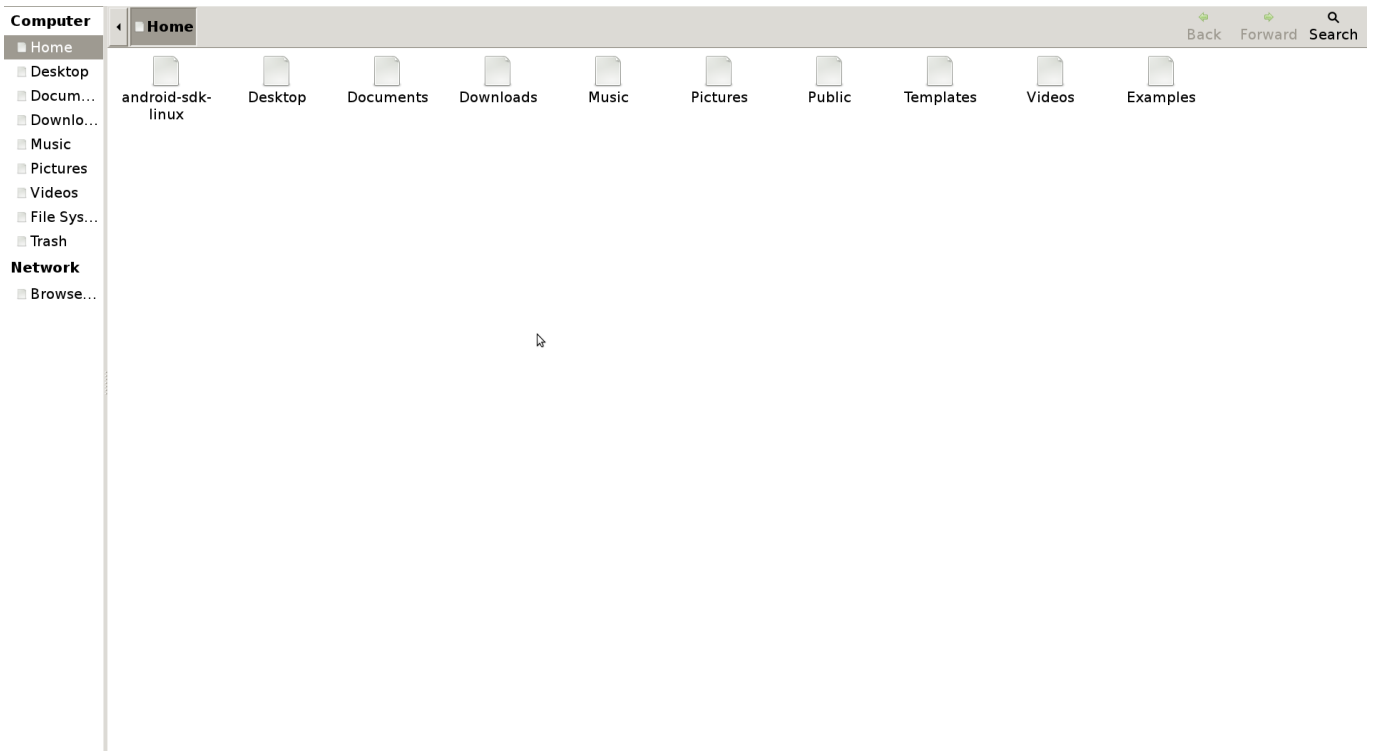 Computer
Home
Desktop
Docum...
Downlo...
Music
Pictures
Videos
File Sys...
Trash
Network
Browse...
Home
Back Forward Search
android-sdk-
linux
Desktop
Documents
Downloads
Music
Pictures
Public
Templates
Videos
Examples